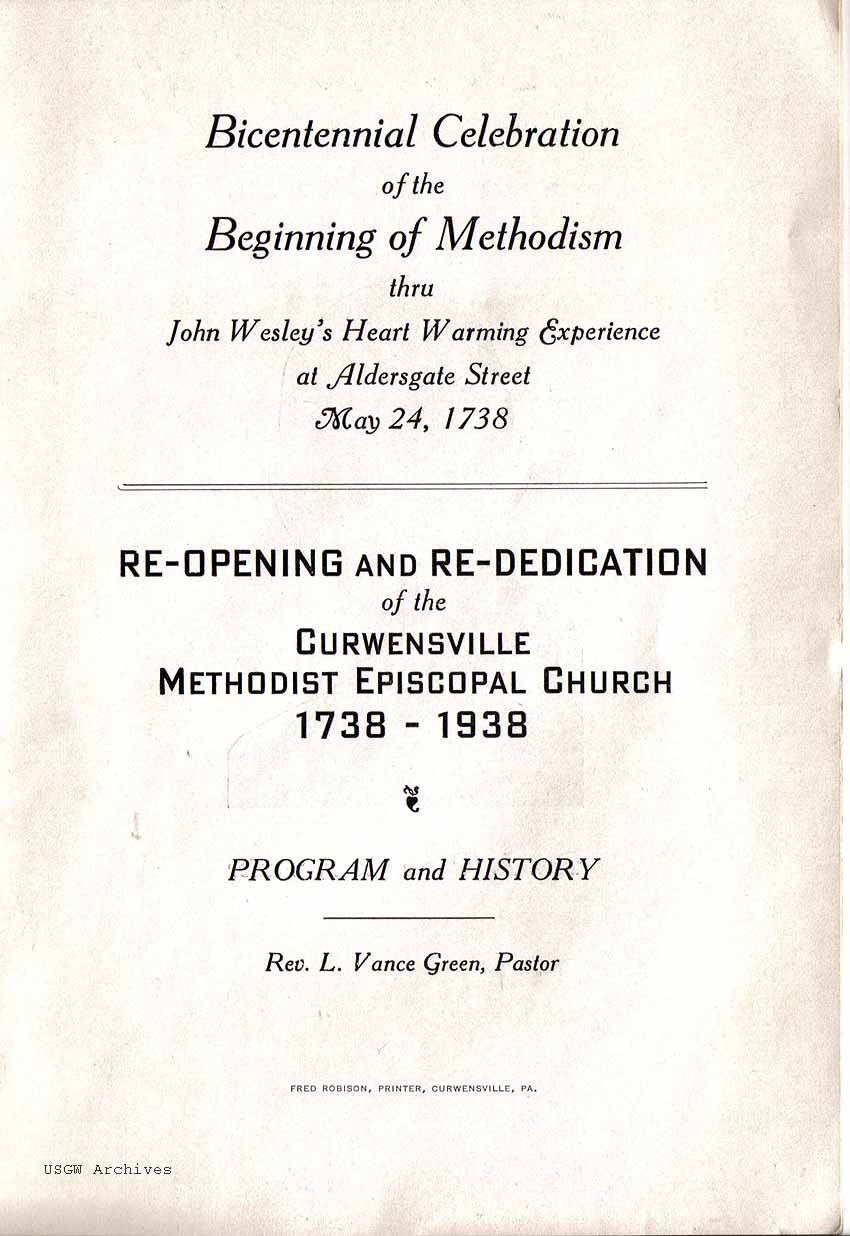 Bicentennial Celebration
of the
Beginning of Methodism
thru
John Wesley's Heart Warming Experience
at Aldersgate Street
May 24, 1738
RE-OPENING AND RE-DEDICATION
of the
CURWENSVILLE
METHODIST EPISCOPAL CHURCH
1738 - 1938
PROGRAM and HISTORY
Rev. L. Vance Green, Pastor
FRED ROBISON, PRINTER, CURWENSVILLE, PA.
USGW Archives